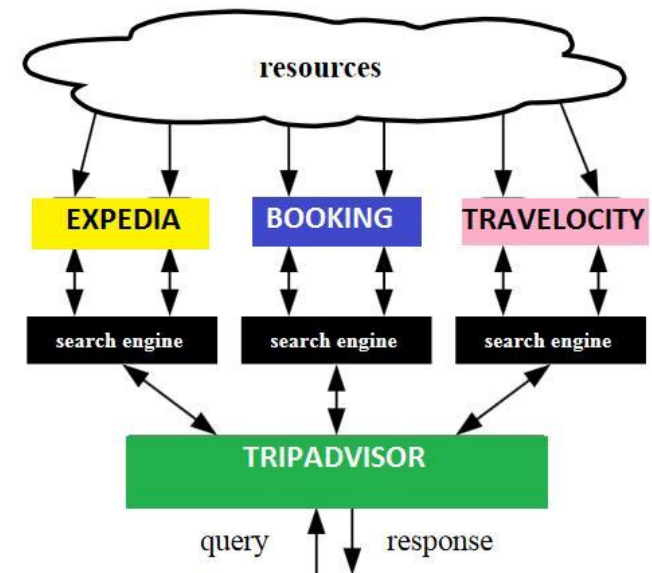 resources
EXPEDIA
BOOKING
TRAVELOCITY
search engine
search engine
search engine
TRIPADVISOR
query
response